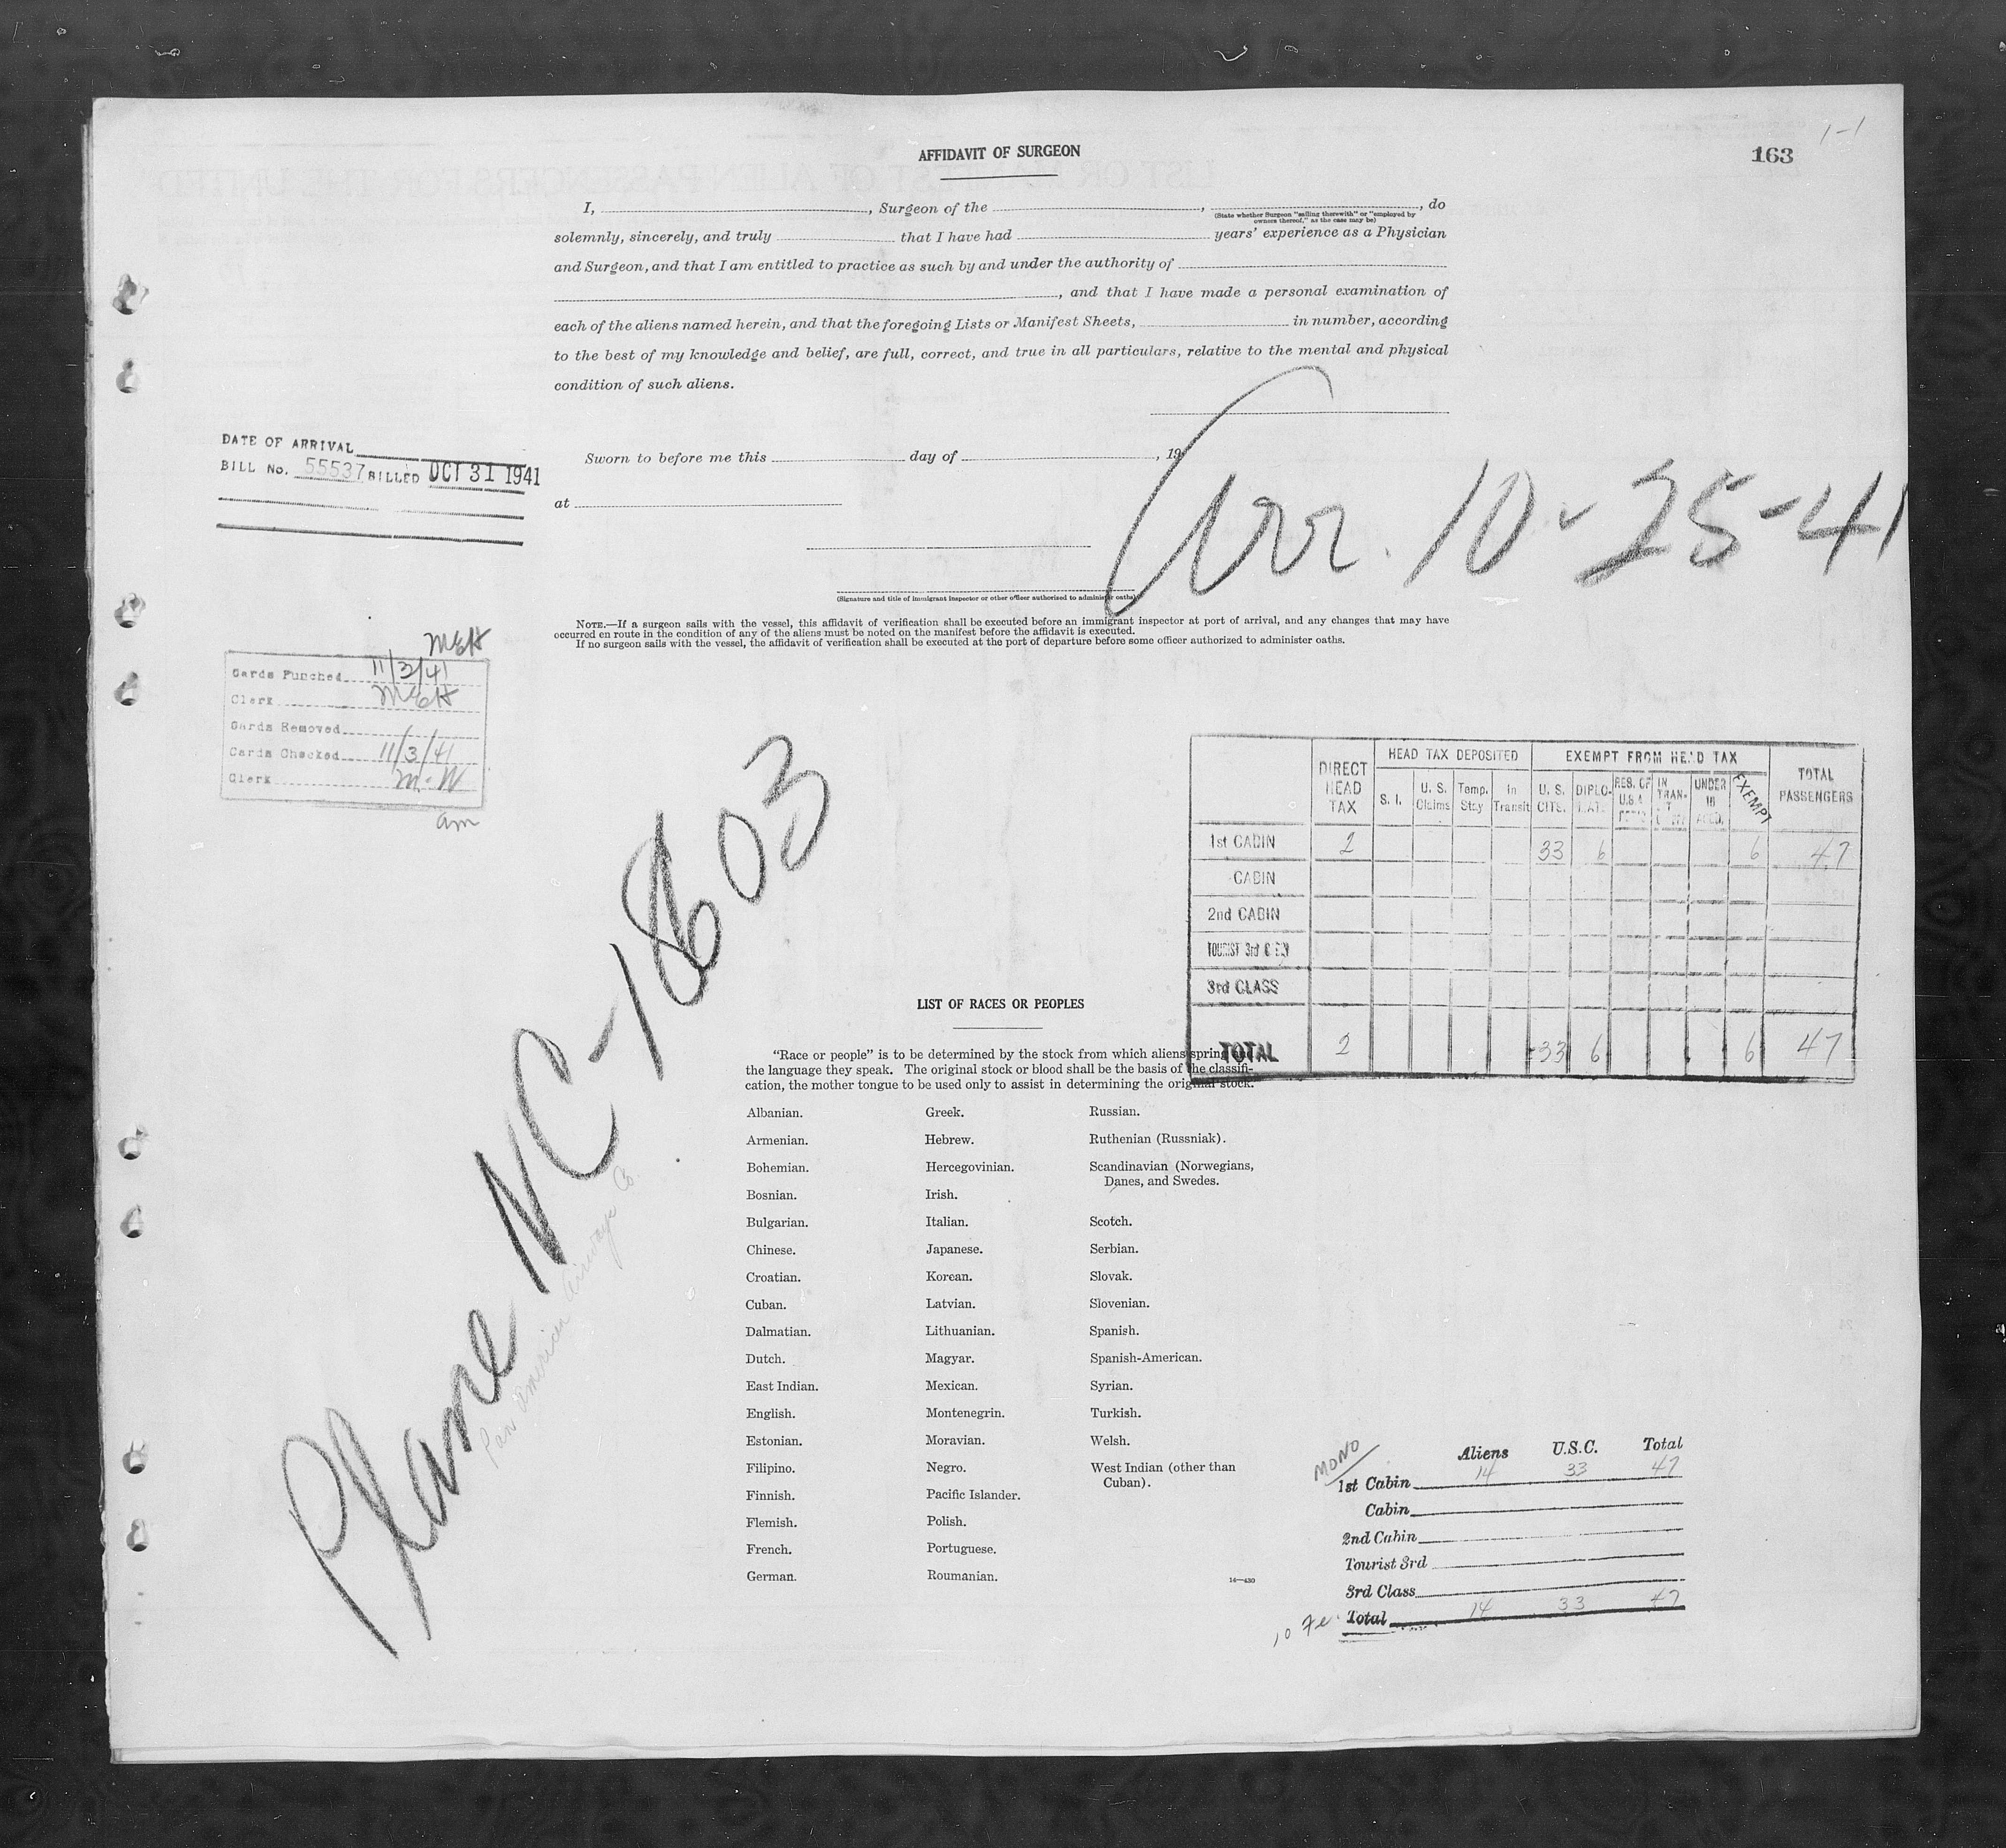 1-1
163
AFFIDAVIT OF SURGEON
I, , Surgeon of the , , do
(State whether Surgeon "sailing therewith" or "employed by owners thereof," as the case may be)
solemnly, sincerely, and truly that I have had years' experience as a Physician
and Surgeon, and that I am entitled to practice as such by and under the authority of
, and that I have made a personal examination of
each of the aliens named herein, and that the foregoing Lists or Manifest Sheets, in number, according
to the best of my knowledge and belief, are full, correct, and true in all particulars, relative to the mental and physical
condition of such aliens.
DATE OF ARRIVAL
BILL No. 55537 BILLED OCT 31 1941
Sworn to before me this day of , 19
at
Arr. 10-25-41
(Signature and title of immigrant inspector or other officer authorized to administer oaths)
NOTE.—If a surgeon sails with the vessel, this affidavit of verification shall be executed before an immigrant inspector at port of arrival, and any changes that may have
occurred en route in the condition of any of the aliens must be noted on the manifest before the affidavit is executed.
If no surgeon sails with the vessel, the affidavit of verification shall be executed at the port of departure before some officer authorized to administer oaths.
Cards Punched 11/3/41
Clerk
Cards Removed
Cards Checked 11/3/41
Clerk M.W
am
HEAD TAX DEPOSITED EXEMPT FROM HEAD TAX
DIRECT HEAD TAX S. I. U. S. Claims Temp. Stay In Transit U. S. CITS. DIPLOMAT. RES. OF U.S.A. IN TRANSIT UNDER 16 EXEMPT TOTAL PASSENGERS
1st CABIN 2 33 6 6 47
CABIN
2nd CABIN
TOURIST 3rd CABIN
3rd CLASS
TOTAL 2 33 6 6 47
Plane NC-18603
Pan American Airways Co
LIST OF RACES OR PEOPLES
"Race or people" is to be determined by the stock from which aliens spring and
the language they speak. The original stock or blood shall be the basis of the classifi-
cation, the mother tongue to be used only to assist in determining the original stock.
Albanian. Greek. Russian.
Armenian. Hebrew. Ruthenian (Russniak).
Bohemian. Hercegovinian. Scandinavian (Norwegians,
Danes, and Swedes.
Bosnian. Irish.
Bulgarian. Italian. Scotch.
Chinese. Japanese. Serbian.
Croatian. Korean. Slovak.
Cuban. Latvian. Slovenian.
Dalmatian. Lithuanian. Spanish.
Dutch. Magyar. Spanish-American.
East Indian. Mexican. Syrian.
English. Montenegrin. Turkish.
Estonian. Moravian. Welsh.
Filipino. Negro. West Indian (other than
Cuban).
Finnish. Pacific Islander.
Flemish. Polish.
French. Portuguese.
German. Roumanian.
14—430
MONO
Aliens U.S.C. Total
1st Cabin 14 33 47
Cabin
2nd Cabin
Tourist 3rd
3rd Class
10 Fe. Total 14 33 47